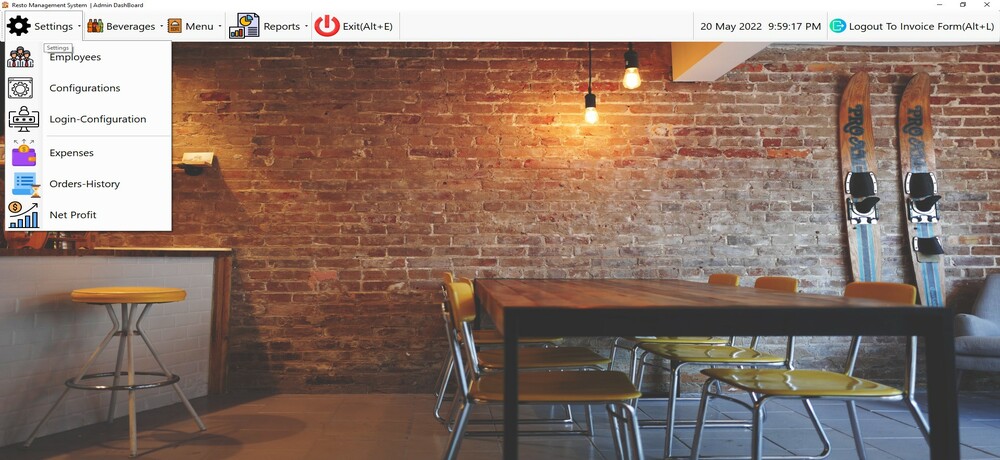 Resto Management System | Admin DashBoard
Settings Beverages Menu Reports Exit(Alt+E) 20 May 2022 9:59:17 PM Logout To Invoice Form(Alt+L)
Settings
Employees
Configurations
Login-Configuration
Expenses
Orders-History
Net Profit